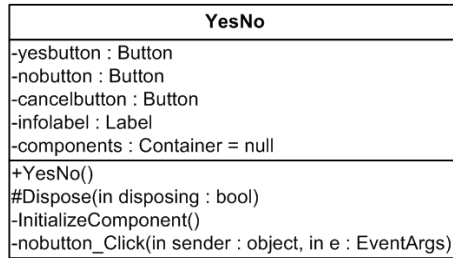 YesNo
-yesbutton : Button
-nobutton : Button
-cancelbutton : Button
-infolabel : Label
-components : Container = null
+YesNo()
#Dispose(in disposing : bool)
-InitializeComponent()
-nobutton_Click(in sender : object, in e : EventArgs)